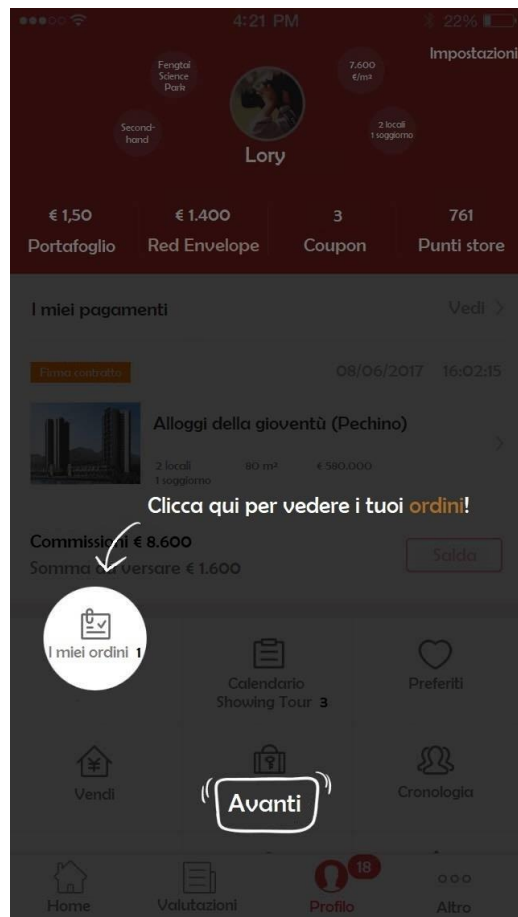 4:21 PM
22%
Impostazioni
Fengtai
Science
Park
7.600
€/m²
Second-
hand
2 locali
1 soggiorno
Lory
€ 1,50
€ 1.400
3
761
Portafoglio
Red Envelope
Coupon
Punti store
I miei pagamenti
Vedi >
Firma contratto
08/06/2017 16:02:15
Alloggi della gioventù (Pechino)
2 locali
1 soggiorno
80 m²
€ 580.000
Clicca qui per vedere i tuoi ordini!
Commissioni € 8.600
Somma da versare € 1.600
Salda
I miei ordini 1
Calendario
Showing Tour 3
Preferiti
Vendi
Avanti
Cronologia
18
Home
Valutazioni
Profilo
Altro